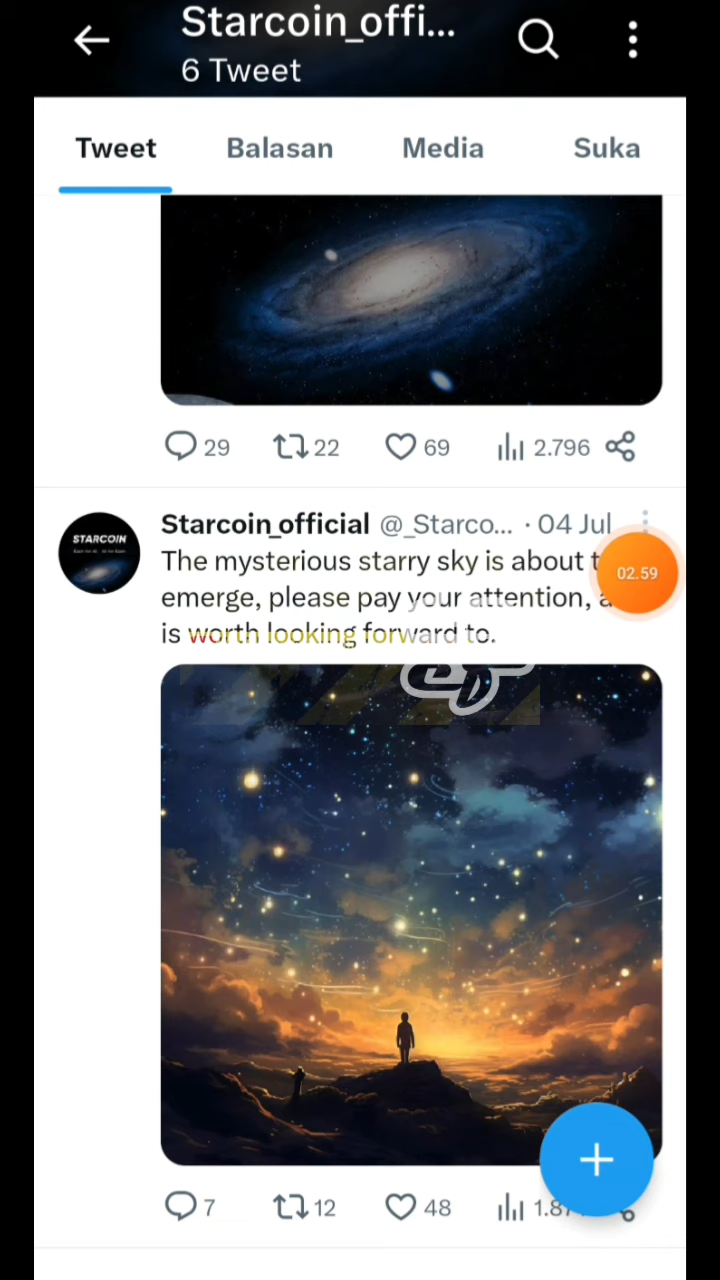 Starcoin_offi...
6 Tweet
Tweet Balasan Media Suka
29 22 69 2.796
Starcoin_official @_Starco... · 04 Jul
The mysterious starry sky is about
emerge, please pay your attention,
is worth looking forward to.
02.59
STARCOIN
7 12 48